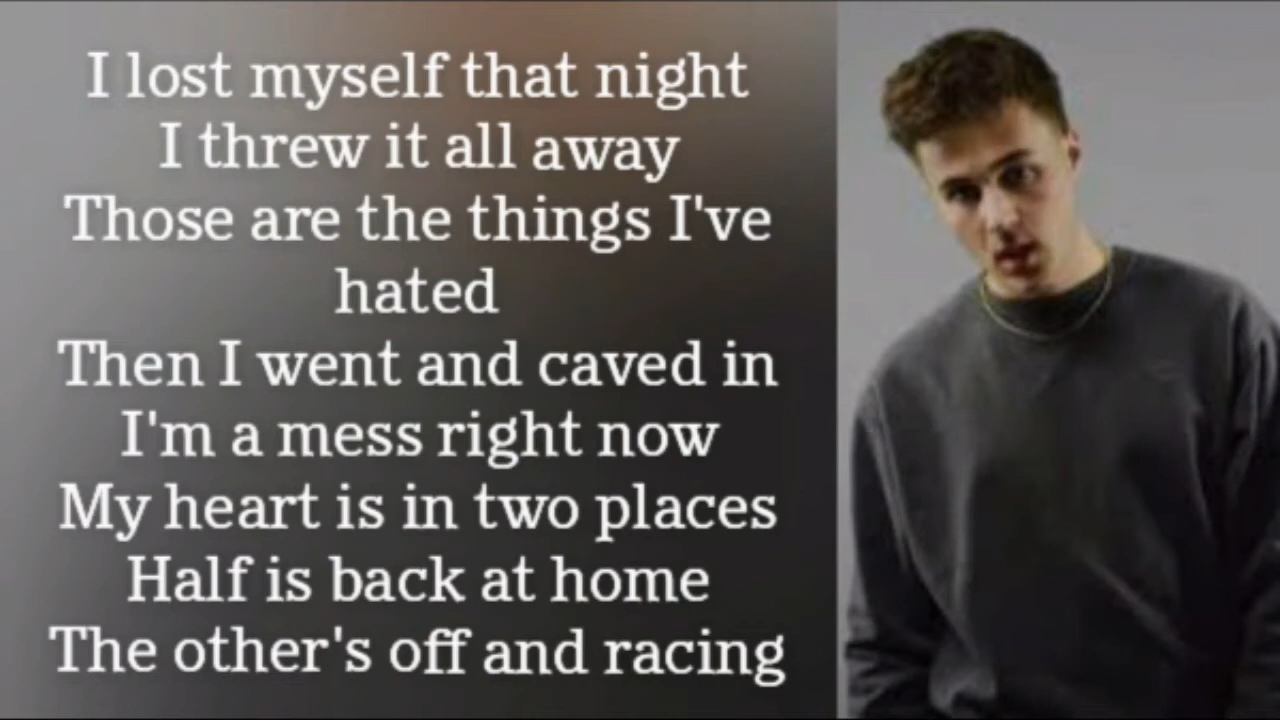 I lost myself that night
I threw it all away
Those are the things I've
hated
Then I went and caved in
I'm a mess right now
My heart is in two places
Half is back at home
The other's off and racing